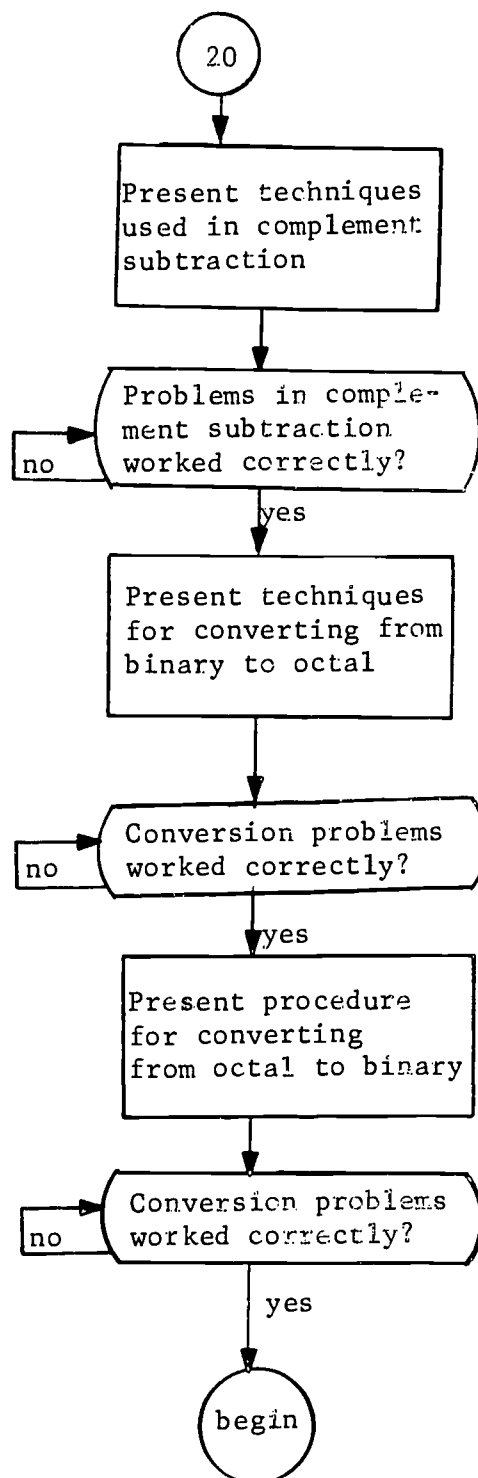 20
Present techniques
used in complement
subtraction
Problems in comple-
ment subtraction
worked correctly?
no
yes
Present techniques
for converting from
binary to octal
Conversion problems
worked correctly?
no
yes
Present procedure
for converting
from octal to binary
Conversion problems
worked correctly?
no
yes
begin